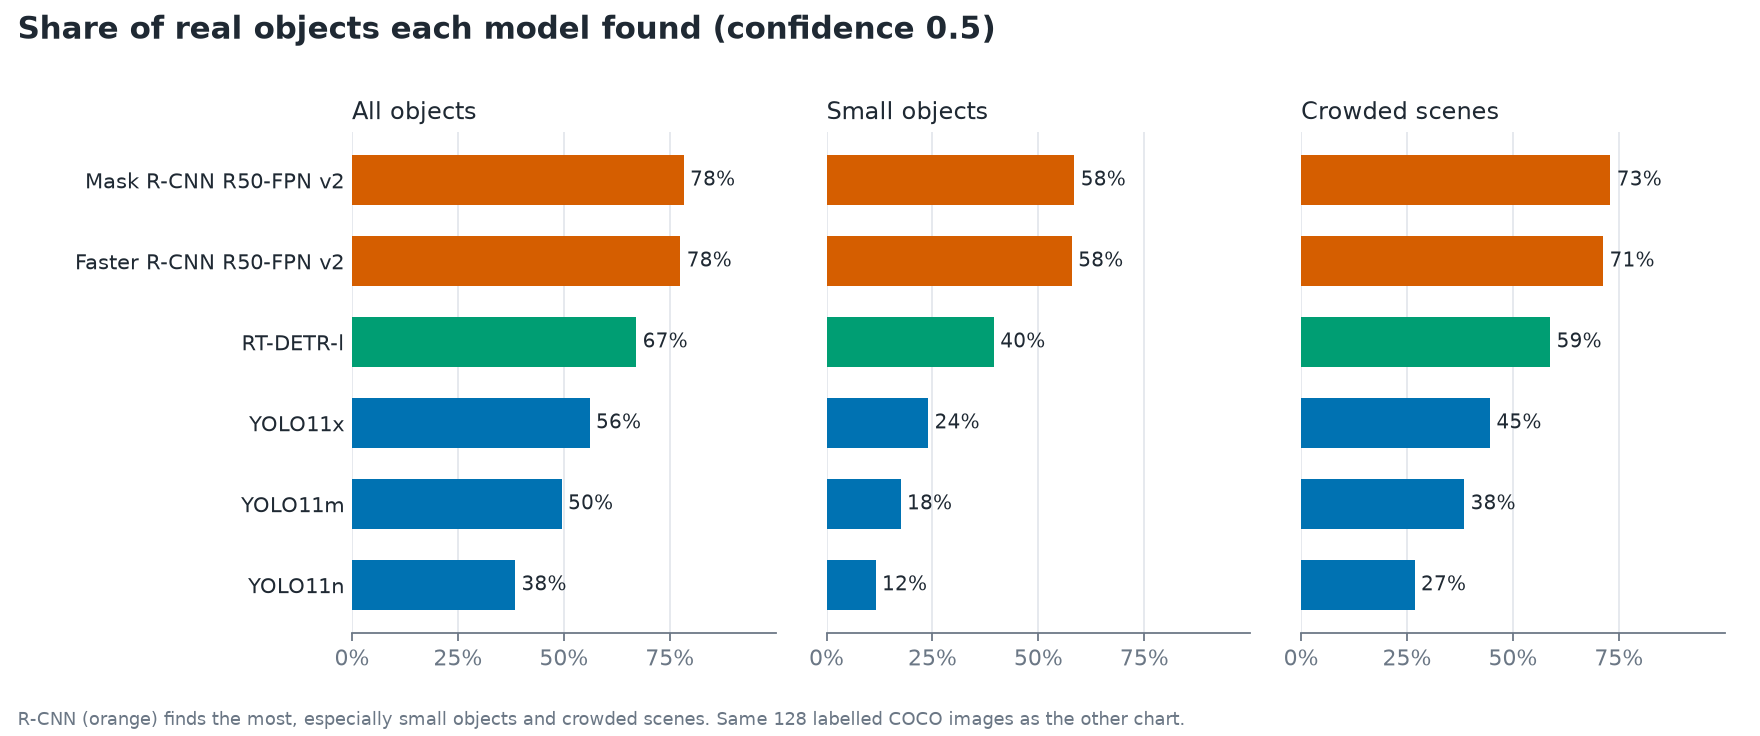 Share of real objects each model found (confidence 0.5)
All objects
Small objects
Crowded scenes
Mask R-CNN R50-FPN v2 78% 58% 73%
Faster R-CNN R50-FPN v2 78% 58% 71%
RT-DETR-l 67% 40% 59%
YOLO11x 56% 24% 45%
YOLO11m 50% 18% 38%
YOLO11n 38% 12% 27%
0% 25% 50% 75% 0% 25% 50% 75% 0% 25% 50% 75%
R-CNN (orange) finds the most, especially small objects and crowded scenes. Same 128 labelled COCO images as the other chart.